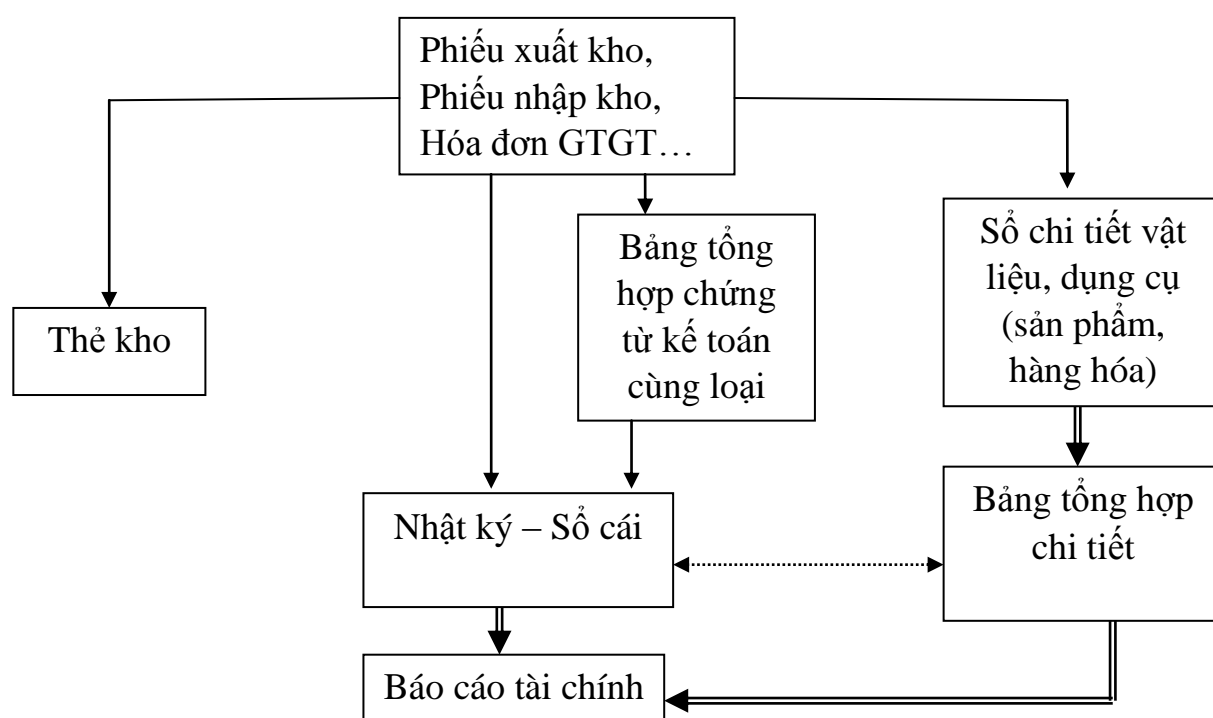 Phiếu xuất kho,
Phiếu nhập kho,
Hóa đơn GTGT…
Thẻ kho
Bảng tổng
hợp chứng
từ kế toán
cùng loại
Sổ chi tiết vật
liệu, dụng cụ
(sản phẩm,
hàng hóa)
Nhật ký – Sổ cái
Bảng tổng hợp
chi tiết
Báo cáo tài chính